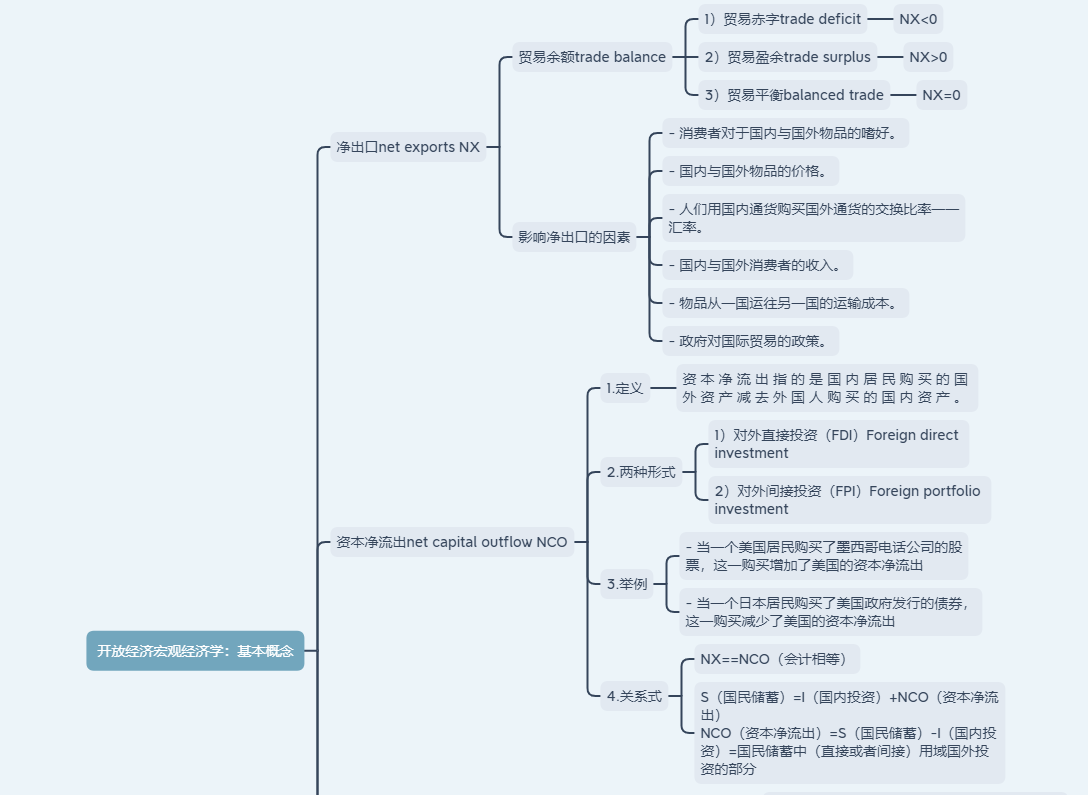 开放经济宏观经济学：基本概念
净出口net exports NX
贸易余额trade balance
1）贸易赤字trade deficit
NX<0
2）贸易盈余trade surplus
NX>0
3）贸易平衡balanced trade
NX=0
影响净出口的因素
- 消费者对于国内与国外物品的嗜好。
- 国内与国外物品的价格。
- 人们用国内通货购买国外通货的交换比率——
汇率。
- 国内与国外消费者的收入。
- 物品从一国运往另一国的运输成本。
- 政府对国际贸易的政策。
资本净流出net capital outflow NCO
1.定义
资本净流出指的是国内居民购买的国
外资产减去外国人购买的国内资产。
2.两种形式
1）对外直接投资（FDI）Foreign direct
investment
2）对外间接投资（FPI）Foreign portfolio
investment
3.举例
- 当一个美国居民购买了墨西哥电话公司的股
票，这一购买增加了美国的资本净流出
- 当一个日本居民购买了美国政府发行的债券，
这一购买减少了美国的资本净流出
4.关系式
NX==NCO（会计相等）
S（国民储蓄）=I（国内投资）+NCO（资本净流
出）
NCO（资本净流出）=S（国民储蓄）-I（国内投
资）=国民储蓄中（直接或者间接）用域国外投
资的部分